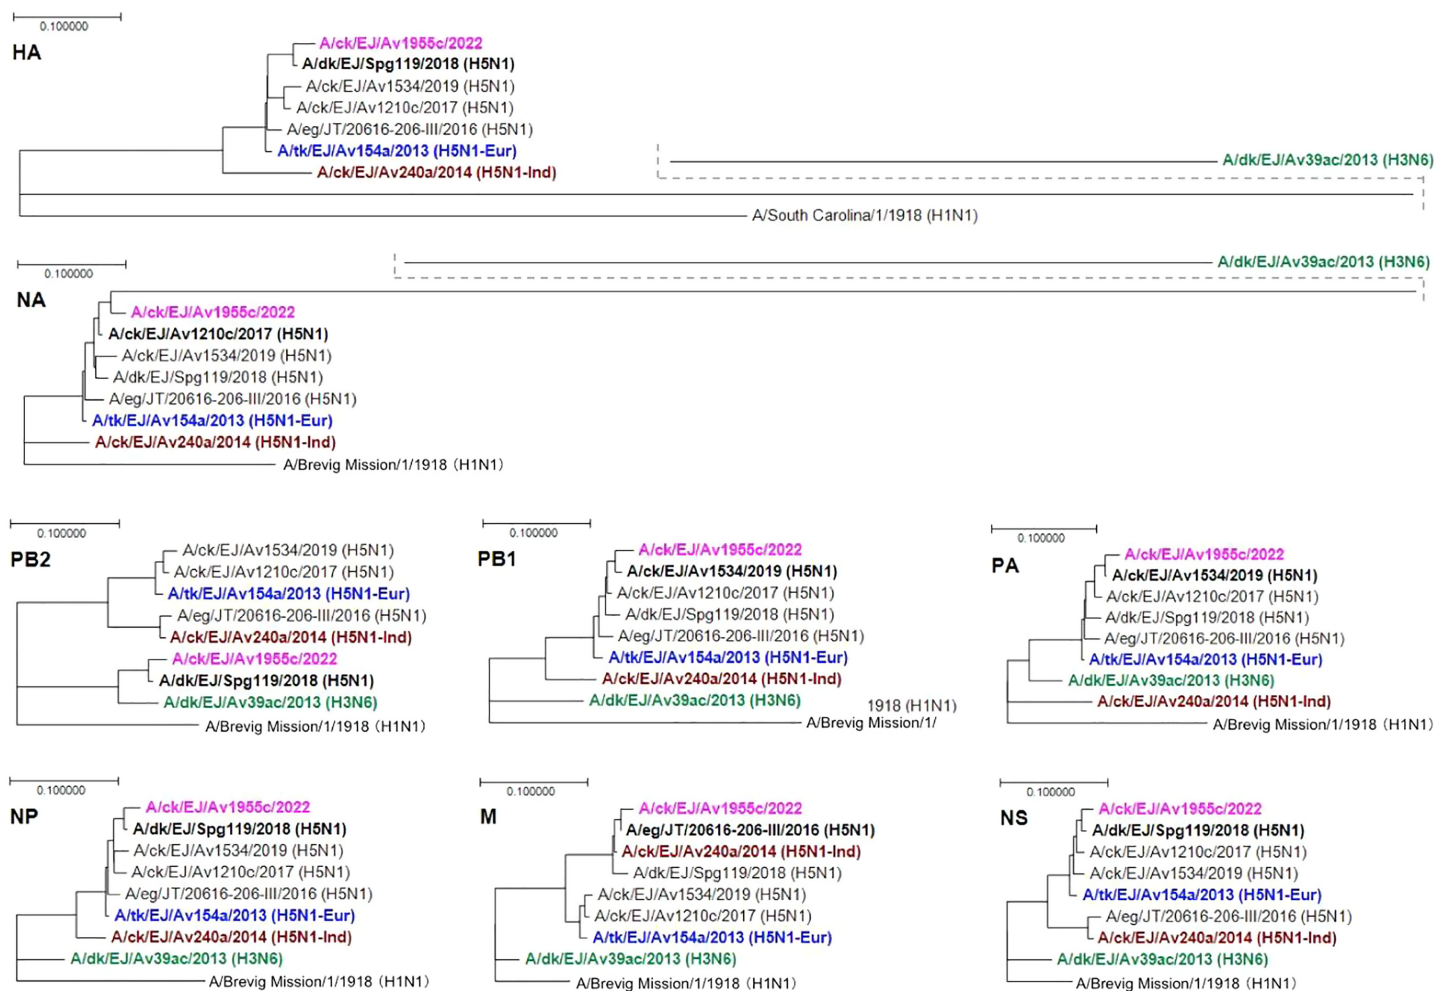 0.100000
HA
A/ck/EJ/Av1955c/2022
A/dk/EJ/Spg119/2018 (H5N1)
A/ck/EJ/Av1534/2019 (H5N1)
A/ck/EJ/Av1210c/2017 (H5N1)
A/eg/JT/20616-206-III/2016 (H5N1)
A/tk/EJ/Av154a/2013 (H5N1-Eur)
A/dk/EJ/Av39ac/2013 (H3N6)
A/ck/EJ/Av240a/2014 (H5N1-Ind)
A/South Carolina/1/1918 (H1N1)
0.100000
A/dk/EJ/Av39ac/2013 (H3N6)
NA
A/ck/EJ/Av1955c/2022
A/ck/EJ/Av1210c/2017 (H5N1)
A/ck/EJ/Av1534/2019 (H5N1)
A/dk/EJ/Spg119/2018 (H5N1)
A/eg/JT/20616-206-III/2016 (H5N1)
A/tk/EJ/Av154a/2013 (H5N1-Eur)
A/ck/EJ/Av240a/2014 (H5N1-Ind)
A/Brevig Mission/1/1918 (H1N1)
0.100000
PB2
A/ck/EJ/Av1534/2019 (H5N1)
A/ck/EJ/Av1210c/2017 (H5N1)
A/tk/EJ/Av154a/2013 (H5N1-Eur)
A/eg/JT/20616-206-III/2016 (H5N1)
A/ck/EJ/Av240a/2014 (H5N1-Ind)
A/ck/EJ/Av1955c/2022
A/dk/EJ/Spg119/2018 (H5N1)
A/dk/EJ/Av39ac/2013 (H3N6)
A/Brevig Mission/1/1918 (H1N1)
0.100000
PB1
A/ck/EJ/Av1955c/2022
A/ck/EJ/Av1534/2019 (H5N1)
A/ck/EJ/Av1210c/2017 (H5N1)
A/dk/EJ/Spg119/2018 (H5N1)
A/eg/JT/20616-206-III/2016 (H5N1)
A/tk/EJ/Av154a/2013 (H5N1-Eur)
A/ck/EJ/Av240a/2014 (H5N1-Ind)
A/dk/EJ/Av39ac/2013 (H3N6)
1918 (H1N1)
A/Brevig Mission/1/
0.100000
PA
A/ck/EJ/Av1955c/2022
A/ck/EJ/Av1534/2019 (H5N1)
A/ck/EJ/Av1210c/2017 (H5N1)
A/dk/EJ/Spg119/2018 (H5N1)
A/eg/JT/20616-206-III/2016 (H5N1)
A/tk/EJ/Av154a/2013 (H5N1-Eur)
A/dk/EJ/Av39ac/2013 (H3N6)
A/ck/EJ/Av240a/2014 (H5N1-Ind)
A/Brevig Mission/1/1918 (H1N1)
0.100000
NP
A/ck/EJ/Av1955c/2022
A/dk/EJ/Spg119/2018 (H5N1)
A/ck/EJ/Av1534/2019 (H5N1)
A/ck/EJ/Av1210c/2017 (H5N1)
A/eg/JT/20616-206-III/2016 (H5N1)
A/tk/EJ/Av154a/2013 (H5N1-Eur)
A/ck/EJ/Av240a/2014 (H5N1-Ind)
A/dk/EJ/Av39ac/2013 (H3N6)
A/Brevig Mission/1/1918 (H1N1)
0.100000
M
A/ck/EJ/Av1955c/2022
A/eg/JT/20616-206-III/2016 (H5N1)
A/ck/EJ/Av240a/2014 (H5N1-Ind)
A/dk/EJ/Spg119/2018 (H5N1)
A/ck/EJ/Av1534/2019 (H5N1)
A/ck/EJ/Av1210c/2017 (H5N1)
A/tk/EJ/Av154a/2013 (H5N1-Eur)
A/dk/EJ/Av39ac/2013 (H3N6)
A/Brevig Mission/1/1918 (H1N1)
0.100000
NS
A/ck/EJ/Av1955c/2022
A/dk/EJ/Spg119/2018 (H5N1)
A/ck/EJ/Av1210c/2017 (H5N1)
A/ck/EJ/Av1534/2019 (H5N1)
A/tk/EJ/Av154a/2013 (H5N1-Eur)
A/eg/JT/20616-206-III/2016 (H5N1)
A/ck/EJ/Av240a/2014 (H5N1-Ind)
A/dk/EJ/Av39ac/2013 (H3N6)
A/Brevig Mission/1/1918 (H1N1)